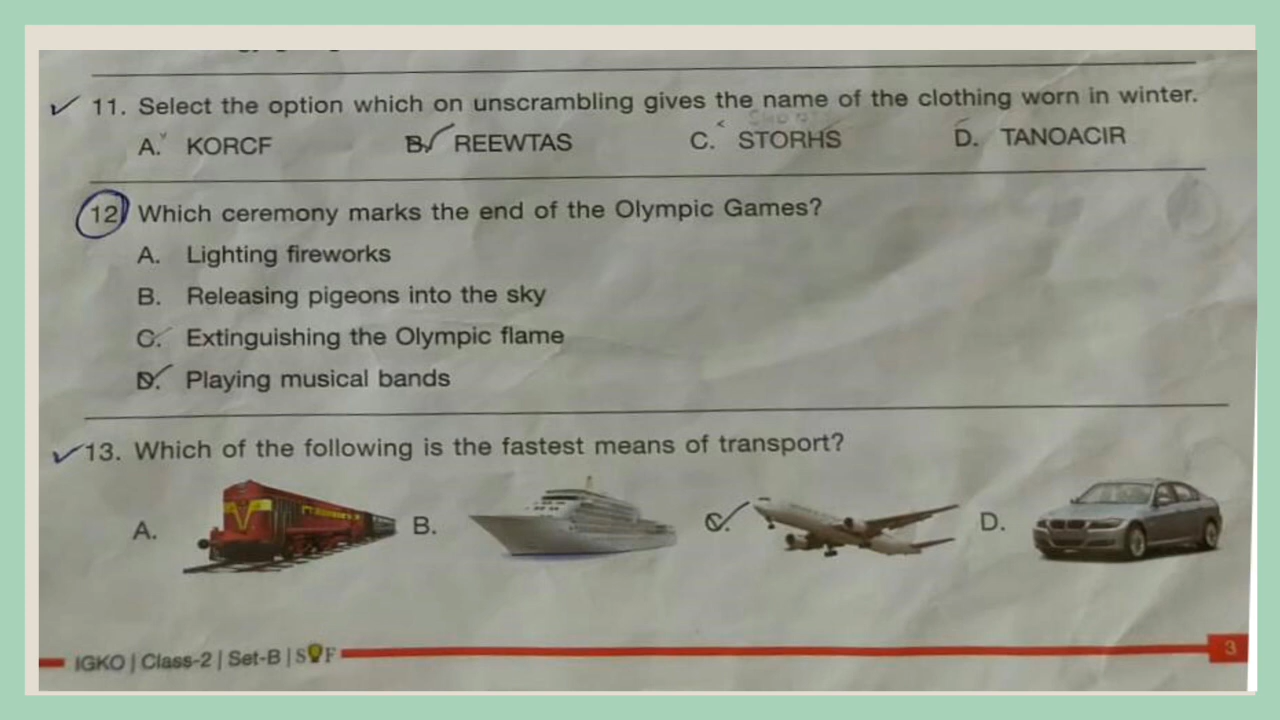 11. Select the option which on unscrambling gives the name of the clothing worn in winter.
A. KORCF B. REEWTAS C. STORHS D. TANOACIR
12. Which ceremony marks the end of the Olympic Games?
A. Lighting fireworks
B. Releasing pigeons into the sky
C. Extinguishing the Olympic flame
D. Playing musical bands
13. Which of the following is the fastest means of transport?
A. B. C. D.
IGKO | Class-2 | Set-B | SOF 3